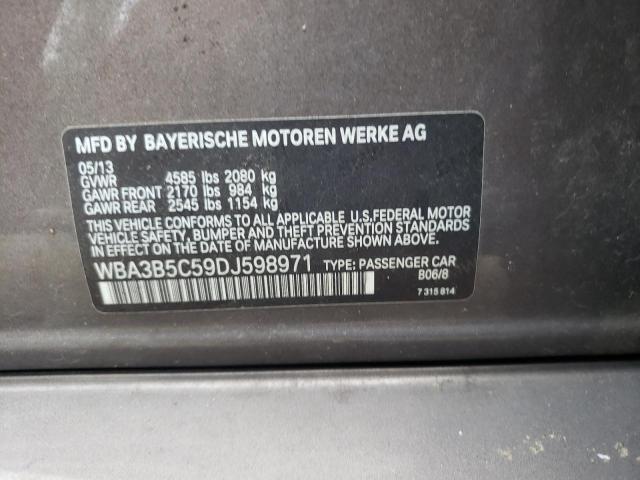 MFD BY BAYERISCHE MOTOREN WERKE AG
05/13
GVWR 4585 lbs 2080 kg
GAWR FRONT 2170 lbs 984 kg
GAWR REAR 2545 lbs 1154 kg
THIS VEHICLE CONFORMS TO ALL APPLICABLE U.S.FEDERAL MOTOR
VEHICLE SAFETY, BUMPER AND THEFT PREVENTION STANDARDS
IN EFFECT ON THE DATE OF MANUFACTURE SHOWN ABOVE.
WBA3B5C59DJ598971 TYPE: PASSENGER CAR
B06/8
7 315 814